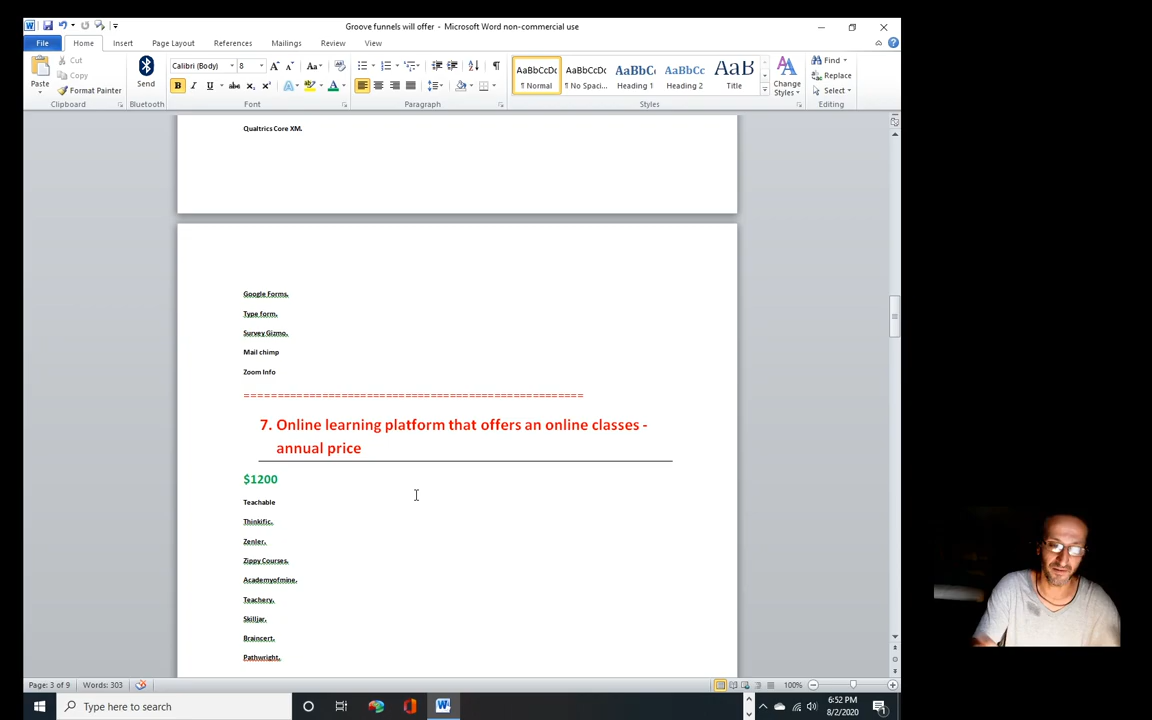 Groove funnels will offer - Microsoft Word non-commercial use
File Home Insert Page Layout References Mailings Review View
Paste
Cut
Copy
Format Painter
Clipboard
Send
Bluetooth
Calibri (Body) 8
B I U abc x₂ x² A
Font
Paragraph
AaBbCcDc AaBbCcDc AaBbCc AaBbCc AaB
¶ Normal ¶ No Spaci... Heading 1 Heading 2 Title
Change
Styles
Styles
Find
Replace
Select
Editing
Qualtrics Core XM.
Google Forms.
Type form.
Survey Gizmo.
Mail chimp
Zoom Info
==================================================
7. Online learning platform that offers an online classes -
annual price
$1200
Teachable
Thinkific.
Zenler.
Zippy Courses.
Academyofmine.
Teachery.
Skilljar.
Braincert.
Pathwright.
Page: 3 of 9 Words: 303 100%
Type here to search
6:52 PM
8/2/2020